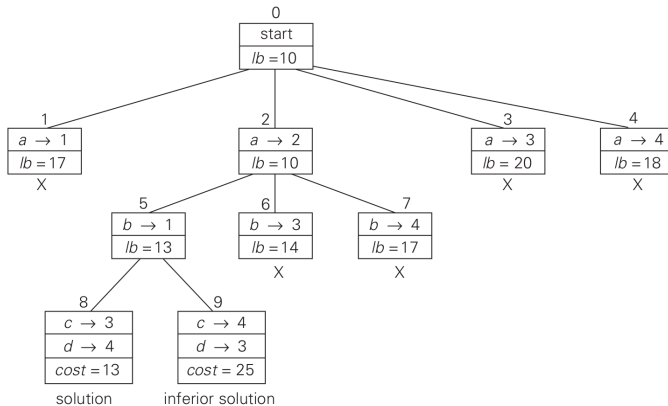 0
start
lb = 10
1
a → 1
lb = 17
X
2
a → 2
lb = 10
3
a → 3
lb = 20
X
4
a → 4
lb = 18
X
5
b → 1
lb = 13
6
b → 3
lb = 14
X
7
b → 4
lb = 17
X
8
c → 3
d → 4
cost = 13
solution
9
c → 4
d → 3
cost = 25
inferior solution